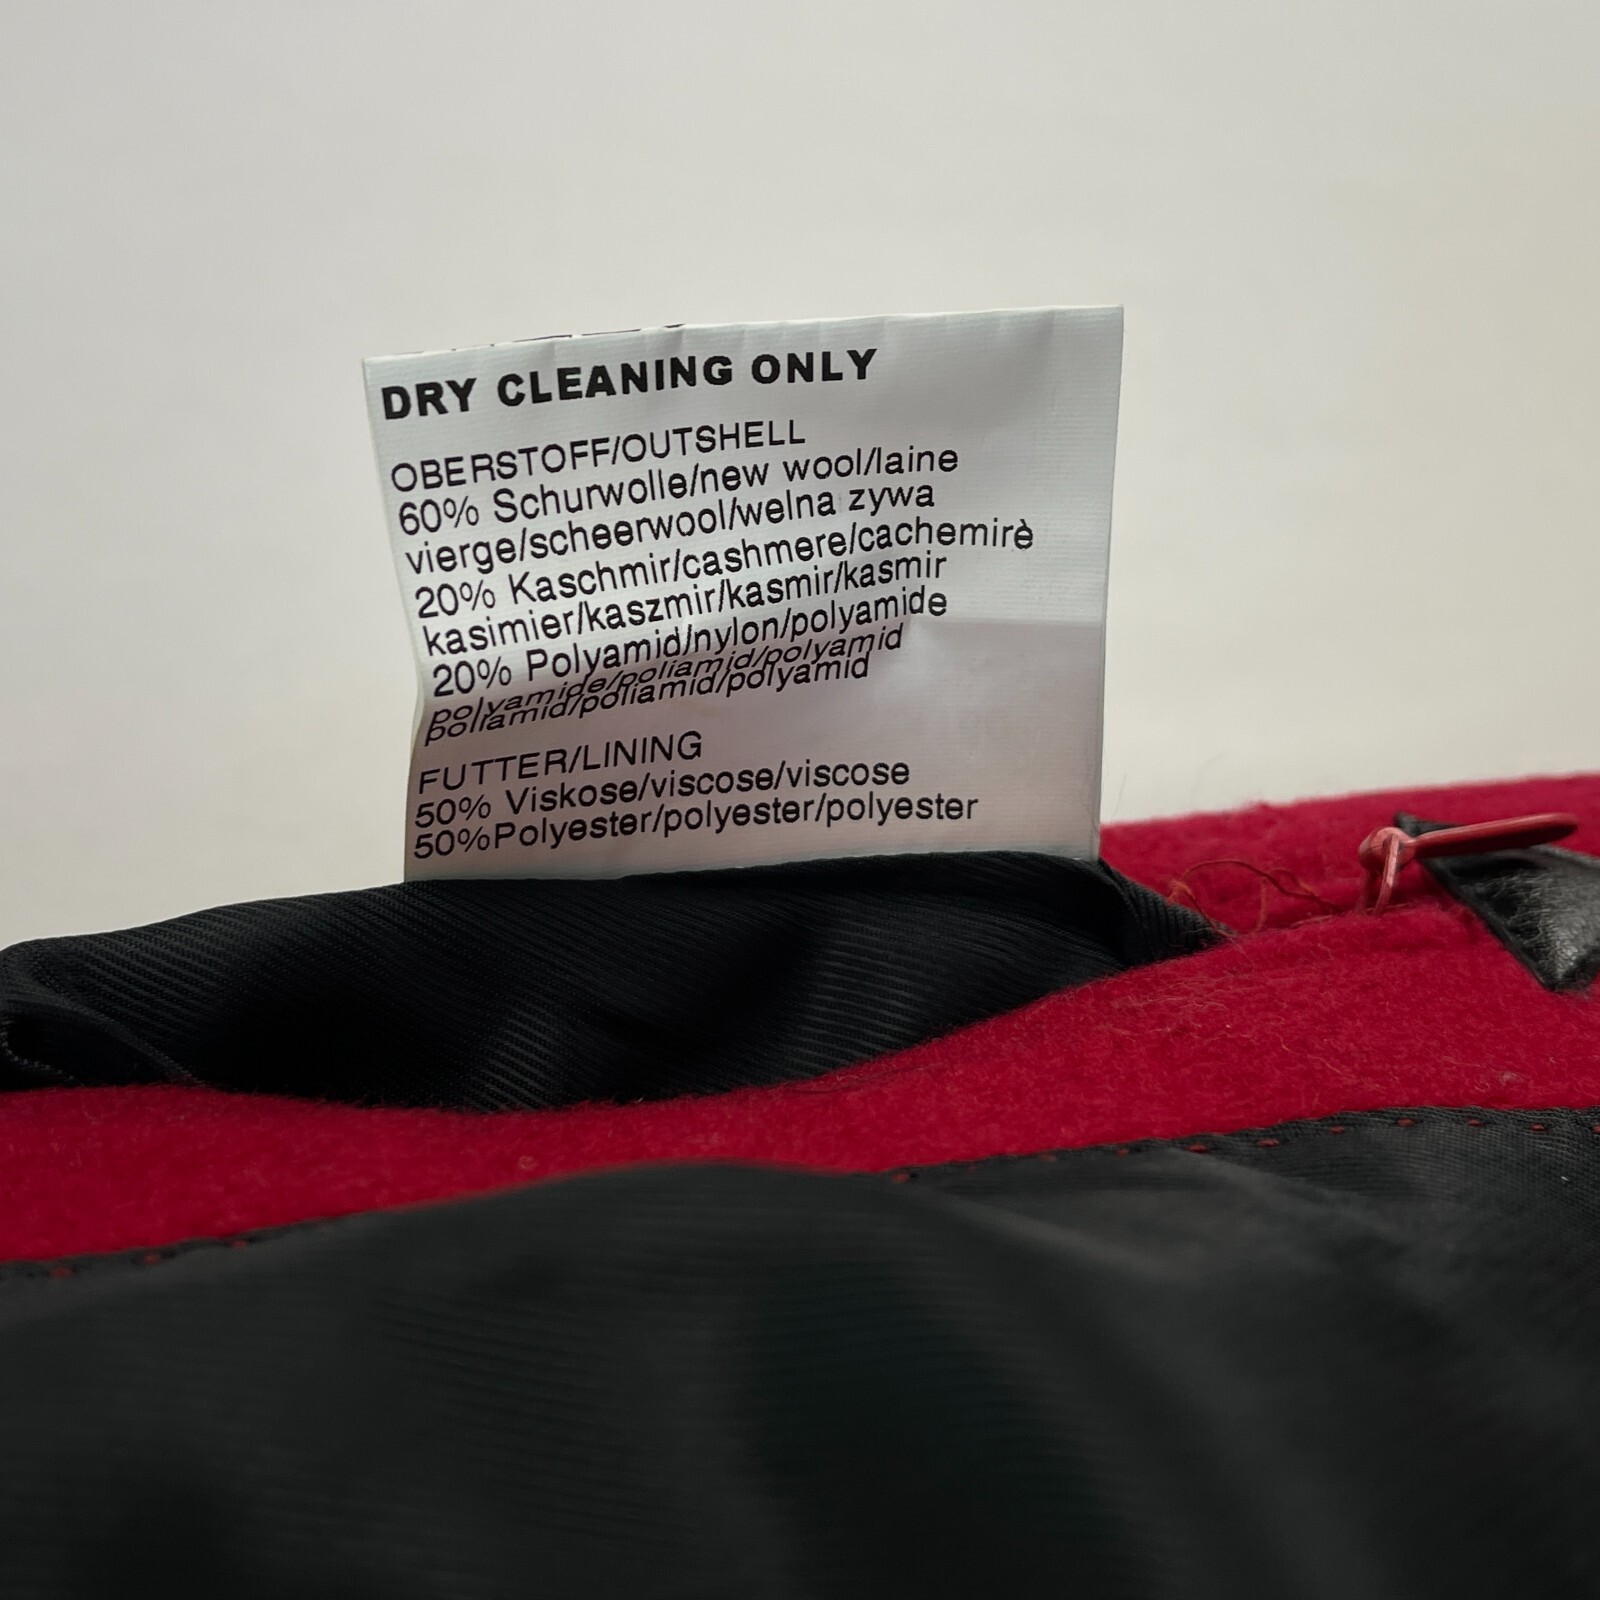 DRY CLEANING ONLY
OBERSTOFF/OUTSHELL
60% Schurwolle/new wool/laine
vierge/scheerwool/welna zywa
20% Kaschmir/cashmere/cachemirè
kasimier/kaszmir/kasmir/kasmir
20% Polyamid/nylon/polyamide
polyamide/poliamid/polyamid
poliamid/poliamid/polyamid
FUTTER/LINING
50% Viskose/viscose/viscose
50%Polyester/polyester/polyester